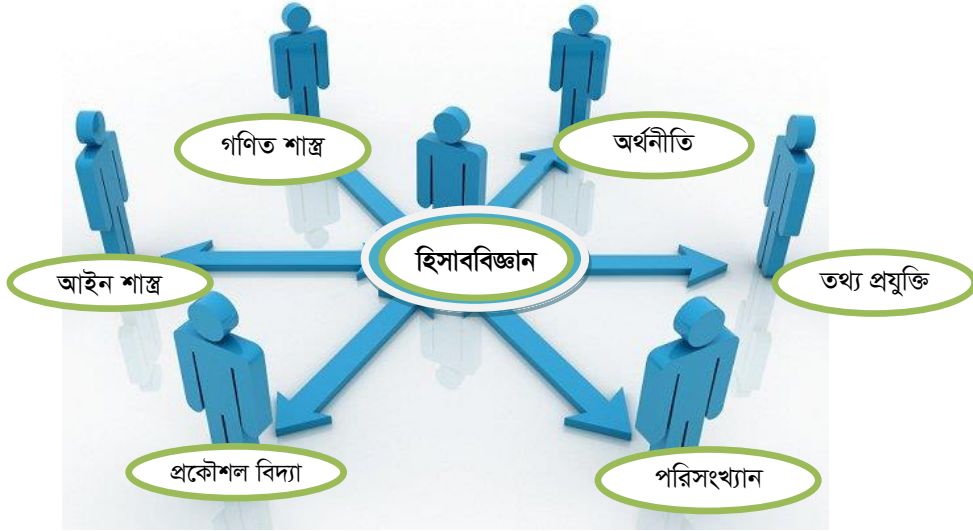 গণিত শাস্ত্র
অর্থনীতি
হিসাববিজ্ঞান
আইন শাস্ত্র
তথ্য প্রযুক্তি
প্রকৌশল বিদ্যা
পরিসংখ্যান